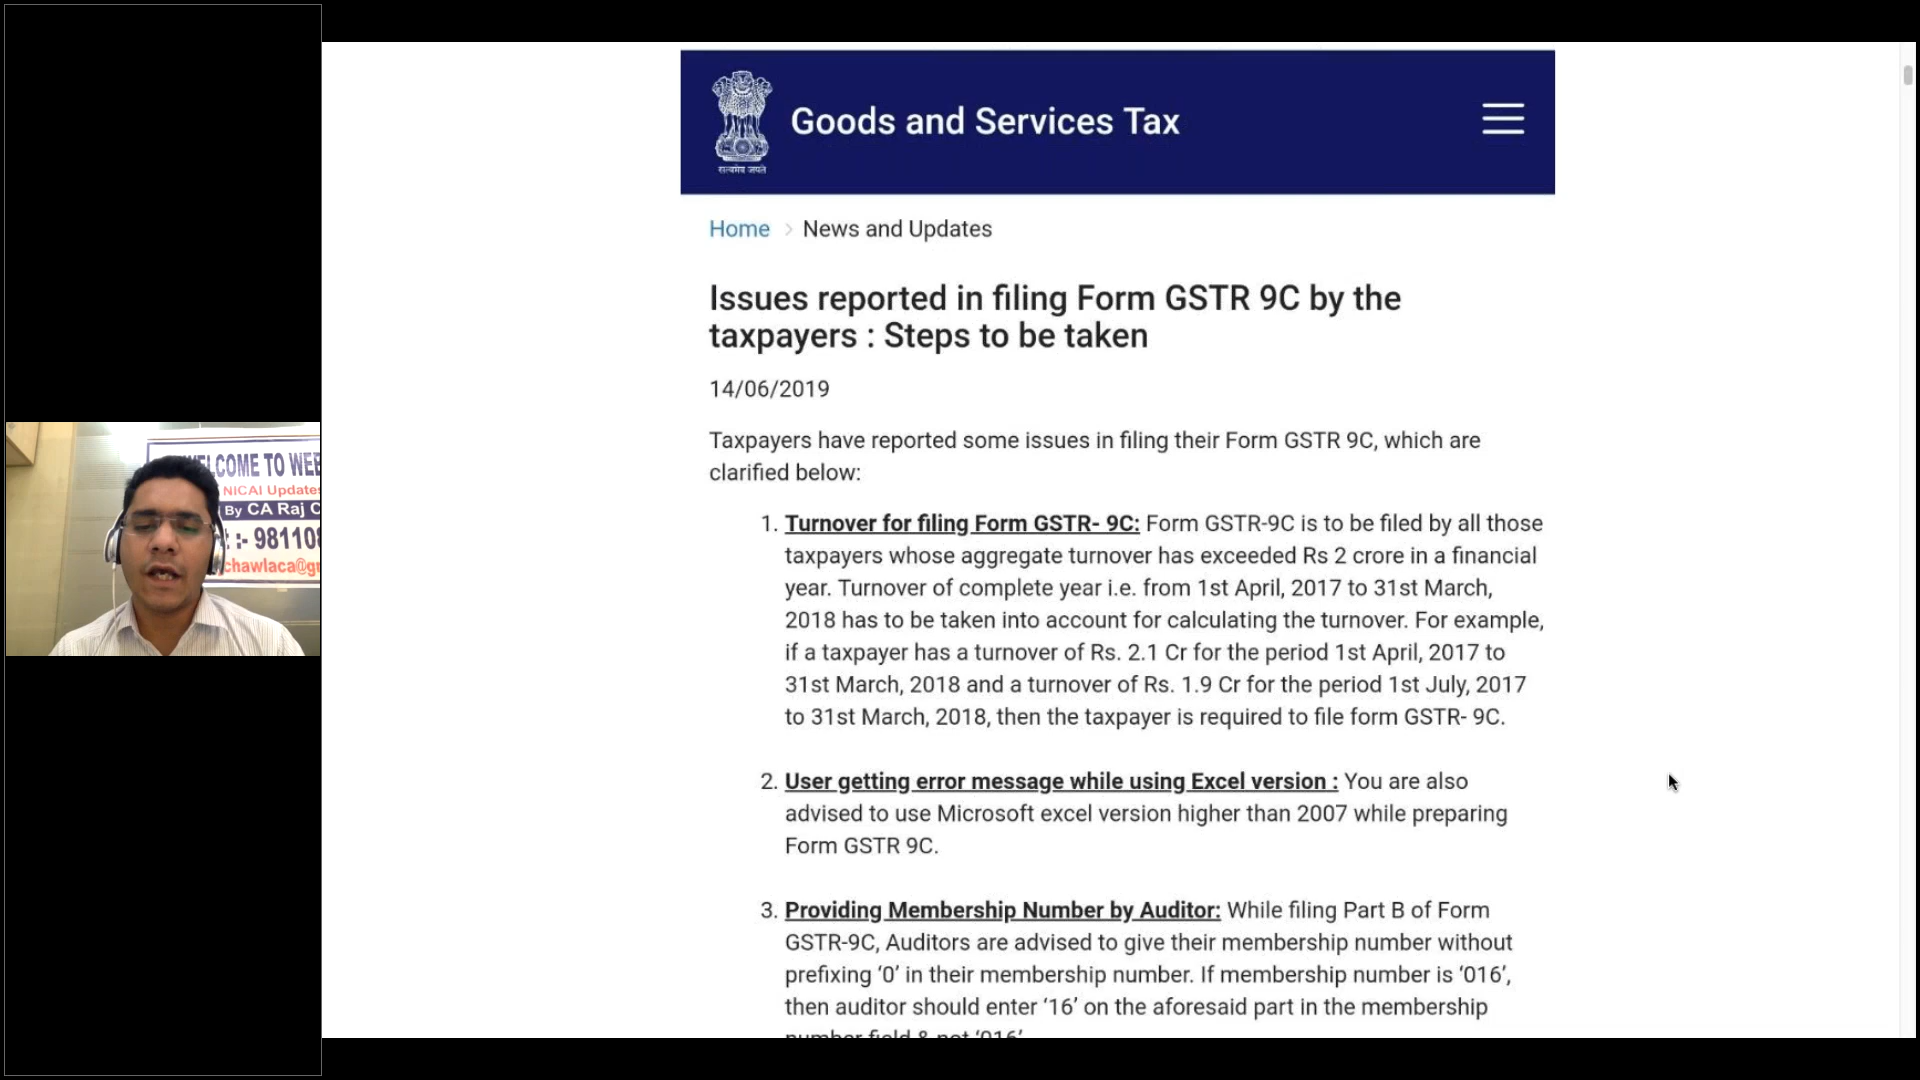 Goods and Services Tax
सत्यमेव जयते
Home > News and Updates
Issues reported in filing Form GSTR 9C by the
taxpayers : Steps to be taken
14/06/2019
Taxpayers have reported some issues in filing their Form GSTR 9C, which are
clarified below:
1. Turnover for filing Form GSTR- 9C: Form GSTR-9C is to be filed by all those
taxpayers whose aggregate turnover has exceeded Rs 2 crore in a financial
year. Turnover of complete year i.e. from 1st April, 2017 to 31st March,
2018 has to be taken into account for calculating the turnover. For example,
if a taxpayer has a turnover of Rs. 2.1 Cr for the period 1st April, 2017 to
31st March, 2018 and a turnover of Rs. 1.9 Cr for the period 1st July, 2017
to 31st March, 2018, then the taxpayer is required to file form GSTR- 9C.
2. User getting error message while using Excel version : You are also
advised to use Microsoft excel version higher than 2007 while preparing
Form GSTR 9C.
3. Providing Membership Number by Auditor: While filing Part B of Form
GSTR-9C, Auditors are advised to give their membership number without
prefixing ‘0’ in their membership number. If membership number is ‘016’,
then auditor should enter ‘16’ on the aforesaid part in the membership
number field & not ‘016’
ELCOME TO WEB
NICAI Updates
By CA Raj C
:- 98110
chawlaca@g